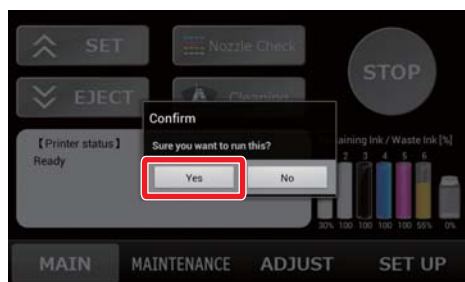 SET
Nozzle Check
STOP
EJECT
Cleaning
Confirm
Sure you want to run this?
Yes
No
【Printer status】
Ready
aining Ink / Waste Ink [%]
2 3 4 5 6
30% 100 100 100 100 55% 0%
MAIN
MAINTENANCE
ADJUST
SET UP